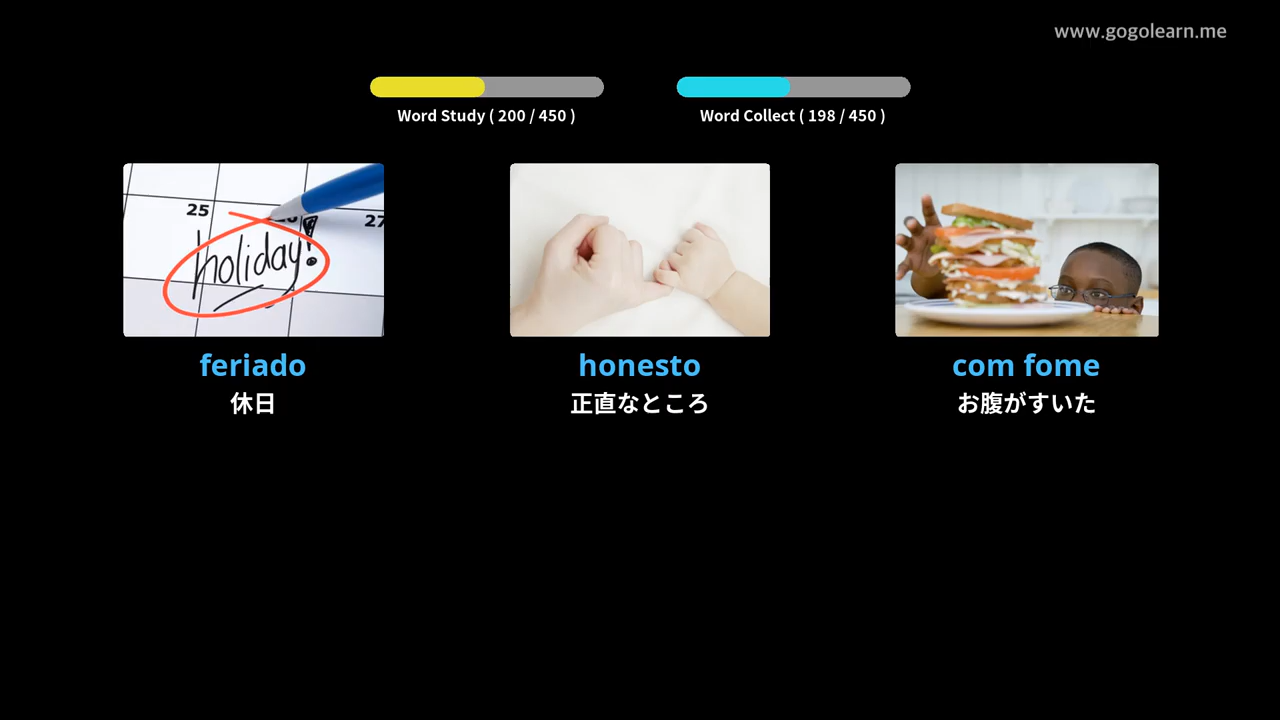 www.gogolearn.me
Word Study ( 200 / 450 )
Word Collect ( 198 / 450 )
25
27
holiday!
feriado
honesto
com fome
休日
正直なところ
お腹がすいた